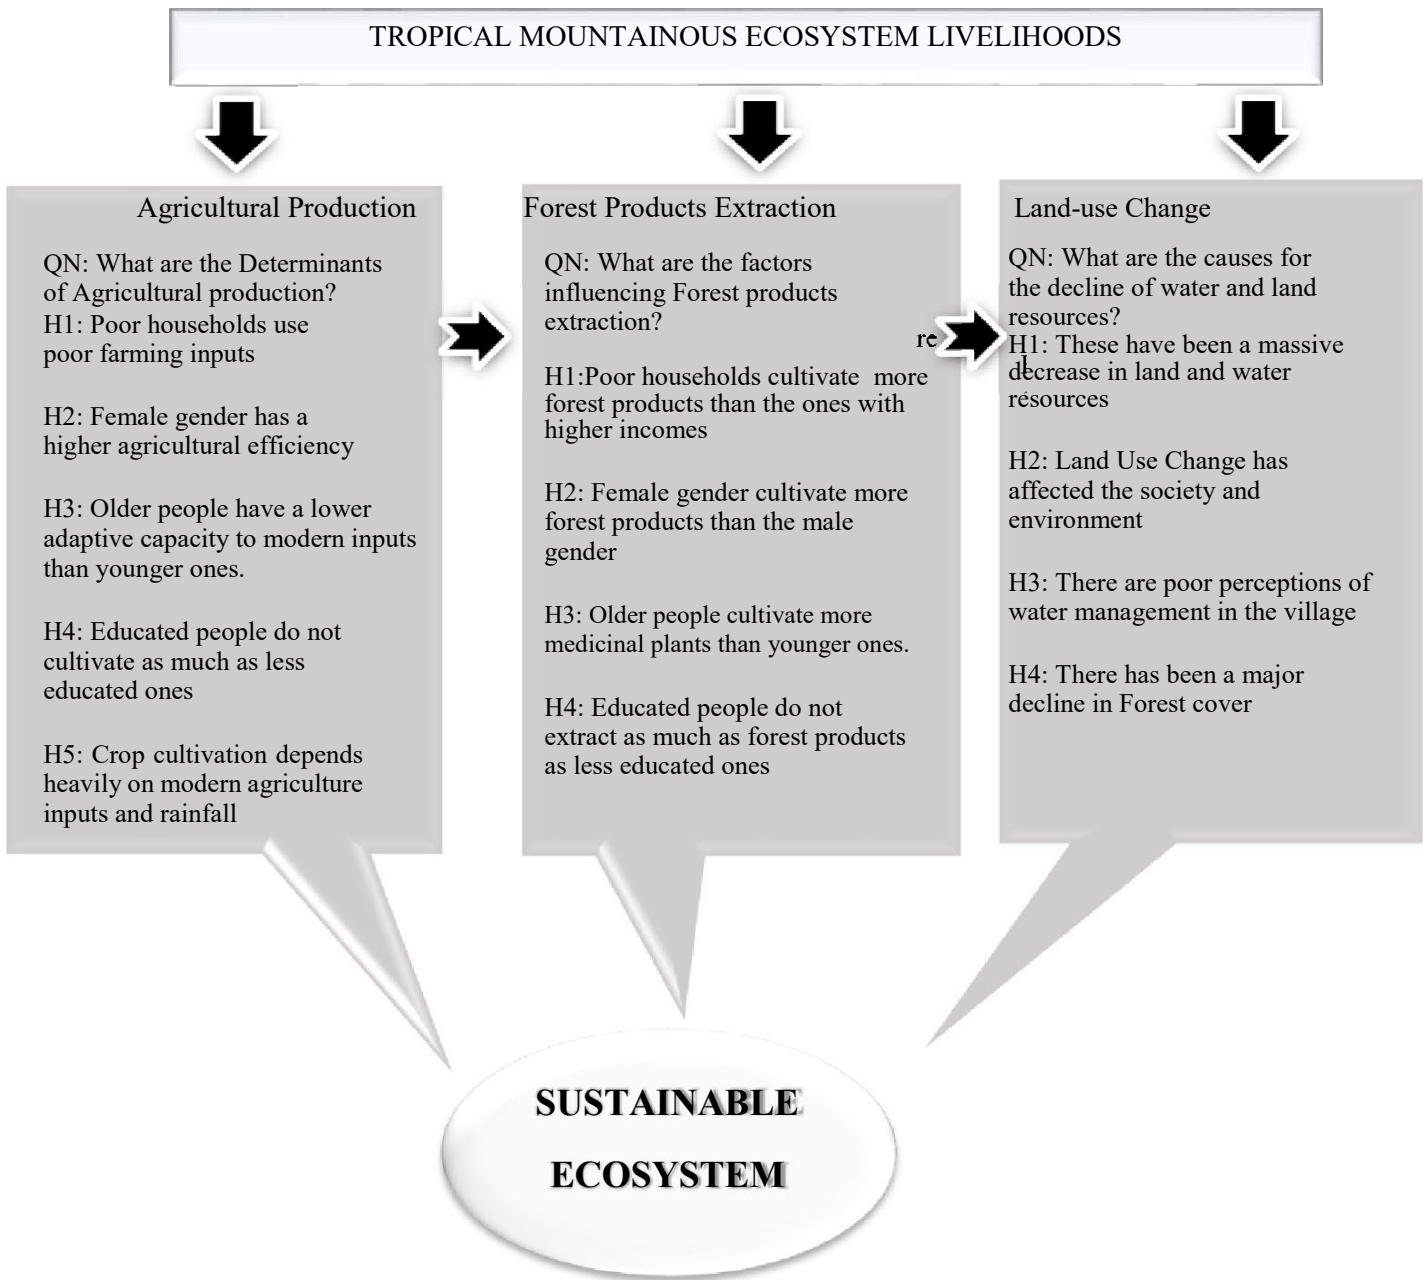 TROPICAL MOUNTAINOUS ECOSYSTEM LIVELIHOODS
Agricultural Production
QN: What are the Determinants
of Agricultural production?
H1: Poor households use
poor farming inputs
H2: Female gender has a
higher agricultural efficiency
H3: Older people have a lower
adaptive capacity to modern inputs
than younger ones.
H4: Educated people do not
cultivate as much as less
educated ones
H5: Crop cultivation depends
heavily on modern agriculture
inputs and rainfall
Forest Products Extraction
QN: What are the factors
influencing Forest products
extraction?
re
H1:Poor households cultivate more
forest products than the ones with
higher incomes
H2: Female gender cultivate more
forest products than the male
gender
H3: Older people cultivate more
medicinal plants than younger ones.
H4: Educated people do not
extract as much as forest products
as less educated ones
Land-use Change
QN: What are the causes for
the decline of water and land
resources?
H1: These have been a massive
decrease in land and water
resources
H2: Land Use Change has
affected the society and
environment
H3: There are poor perceptions of
water management in the village
H4: There has been a major
decline in Forest cover
SUSTAINABLE
ECOSYSTEM